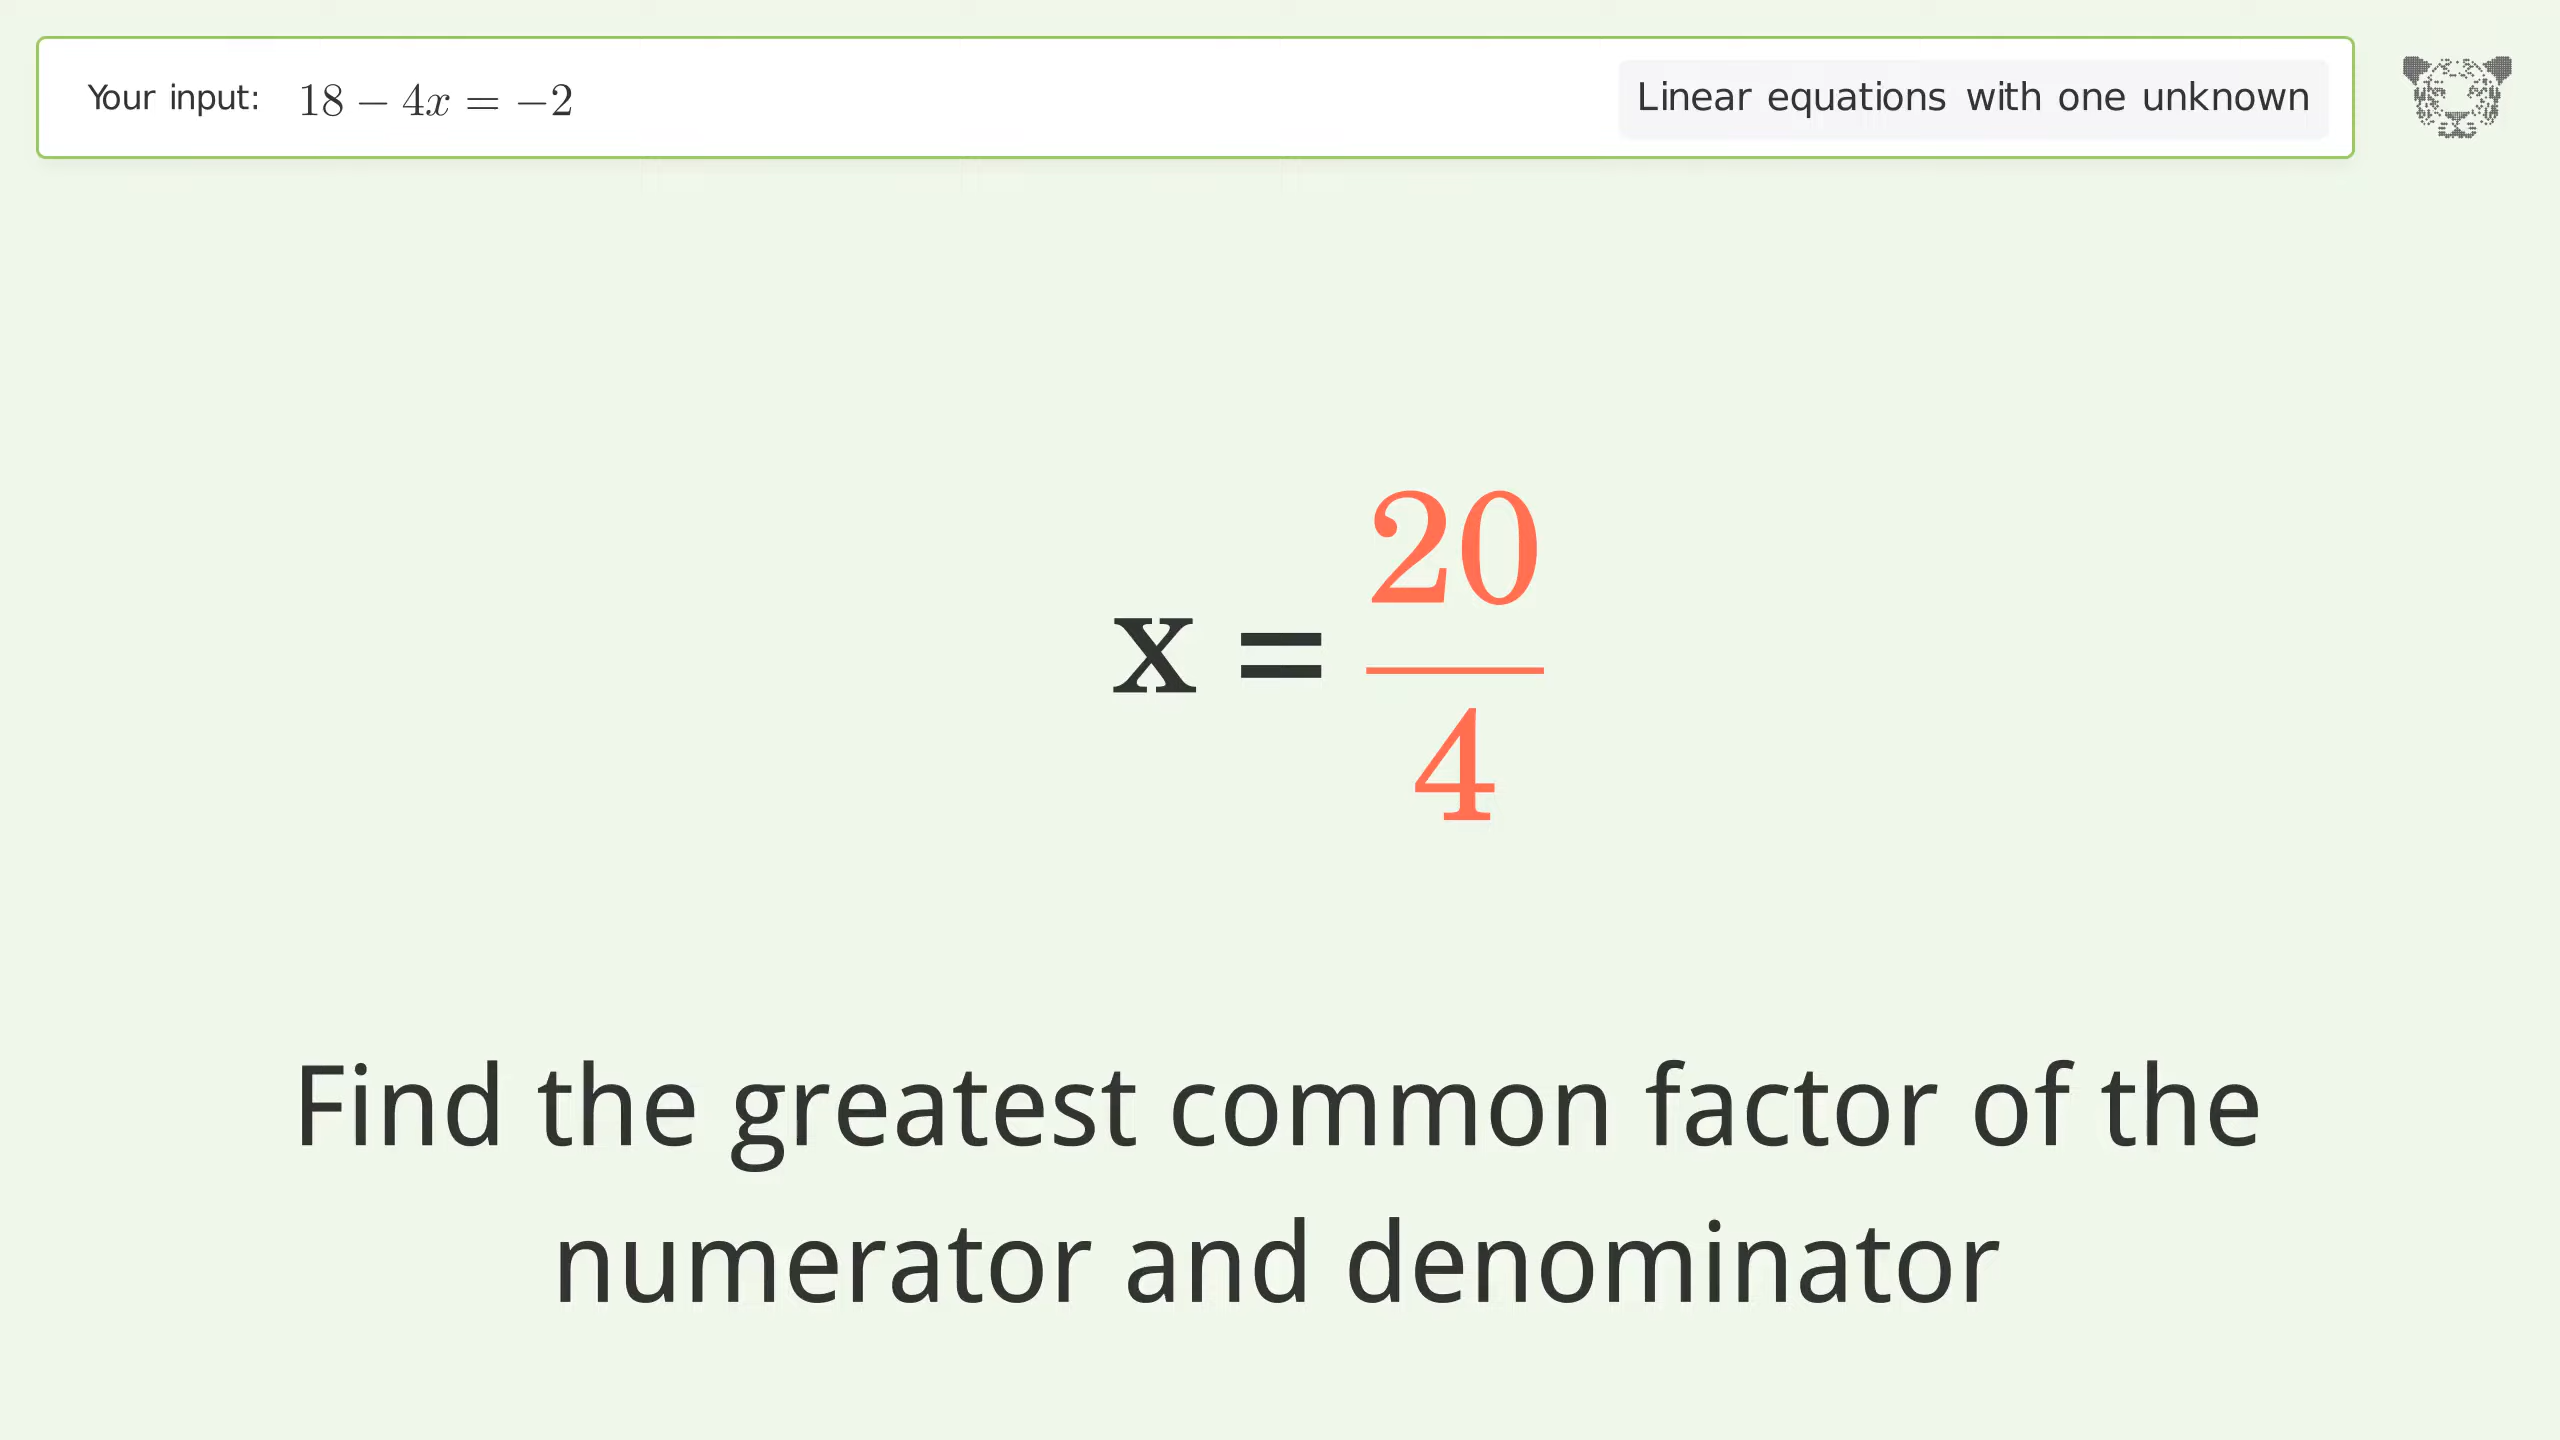 Your input: 18 − 4x = −2
Linear equations with one unknown
x = 20/4
Find the greatest common factor of the
numerator and denominator